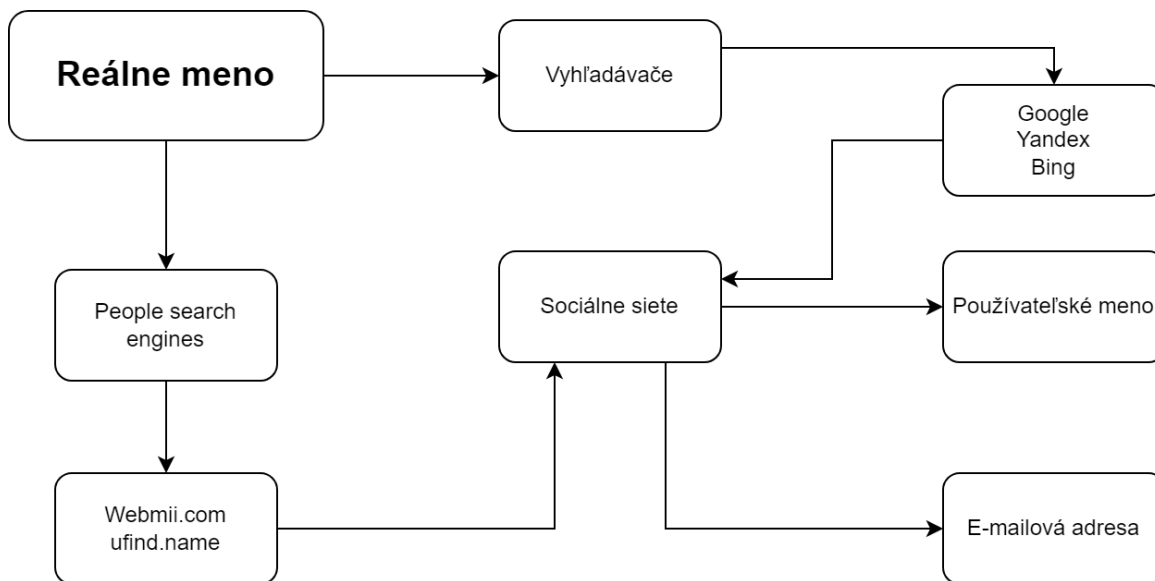 Reálne meno
Vyhľadávače
Google
Yandex
Bing
People search
engines
Sociálne siete
Používateľské meno
Webmii.com
ufind.name
E-mailová adresa